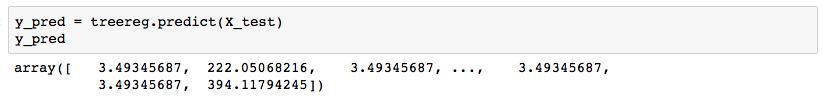 y_pred = treereg.predict(X_test)
y_pred
array([   3.49345687,  222.05068216,    3.49345687, ...,    3.49345687,
          3.49345687,  394.11794245])